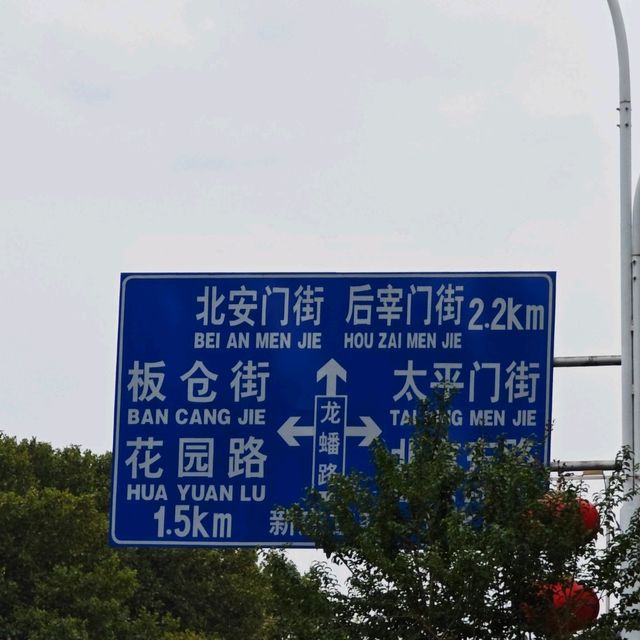 北安门街 后宰门街 2.2km
BEI AN MEN JIE HOU ZAI MEN JIE
板仓街
BAN CANG JIE
花园路
HUA YUAN LU
1.5km
龙蟠路
太平门街
MEN JIE
新